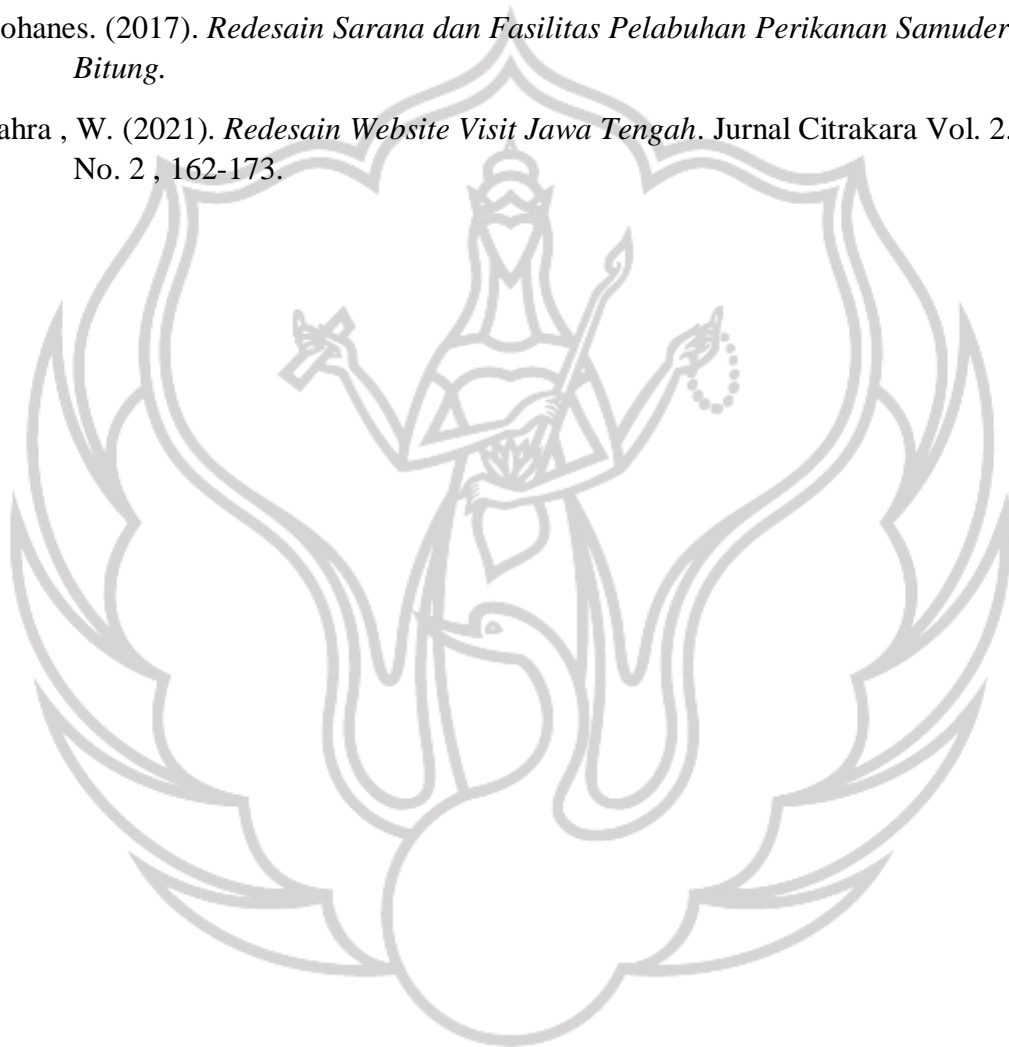 ohanes. (2017). Redesain Sarana dan Fasilitas Pelabuhan Perikanan Samuder
Bitung.
ahra , W. (2021). Redesain Website Visit Jawa Tengah. Jurnal Citrakara Vol. 2.
No. 2 , 162-173.